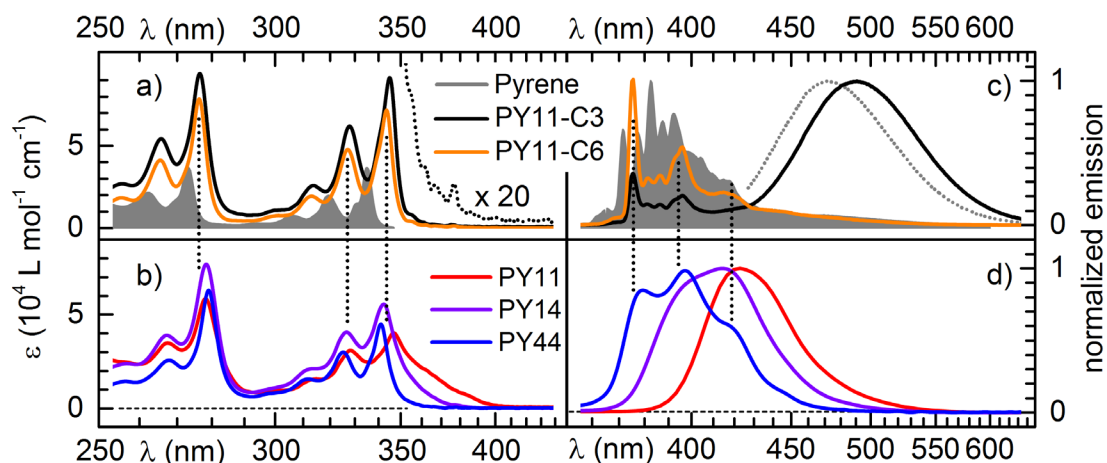 250 λ (nm) 300 350 400 λ (nm) 400 450 500 550 600
a) Pyrene c) 1
PY11-C3
5 PY11-C6
x 20
0 0
b) PY11 d) 1
PY14
5 PY44
0 0
250 λ (nm) 300 350 400 λ (nm) 400 450 500 550 600
ε (10⁴ L mol⁻¹ cm⁻¹)
normalized emission